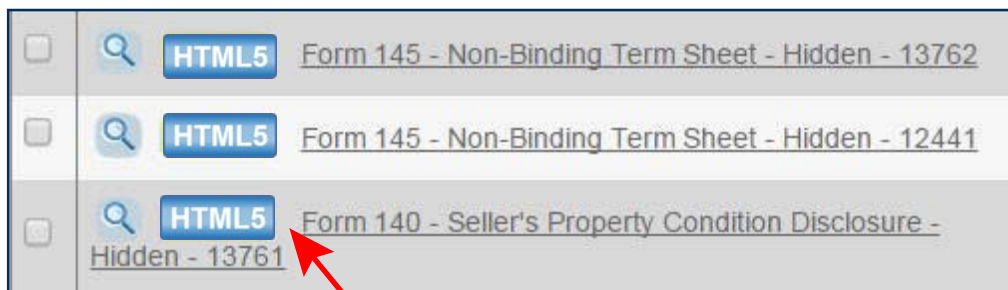 HTML5 Form 145 - Non-Binding Term Sheet - Hidden - 13762
HTML5 Form 145 - Non-Binding Term Sheet - Hidden - 12441
HTML5 Form 140 - Seller's Property Condition Disclosure -
Hidden - 13761